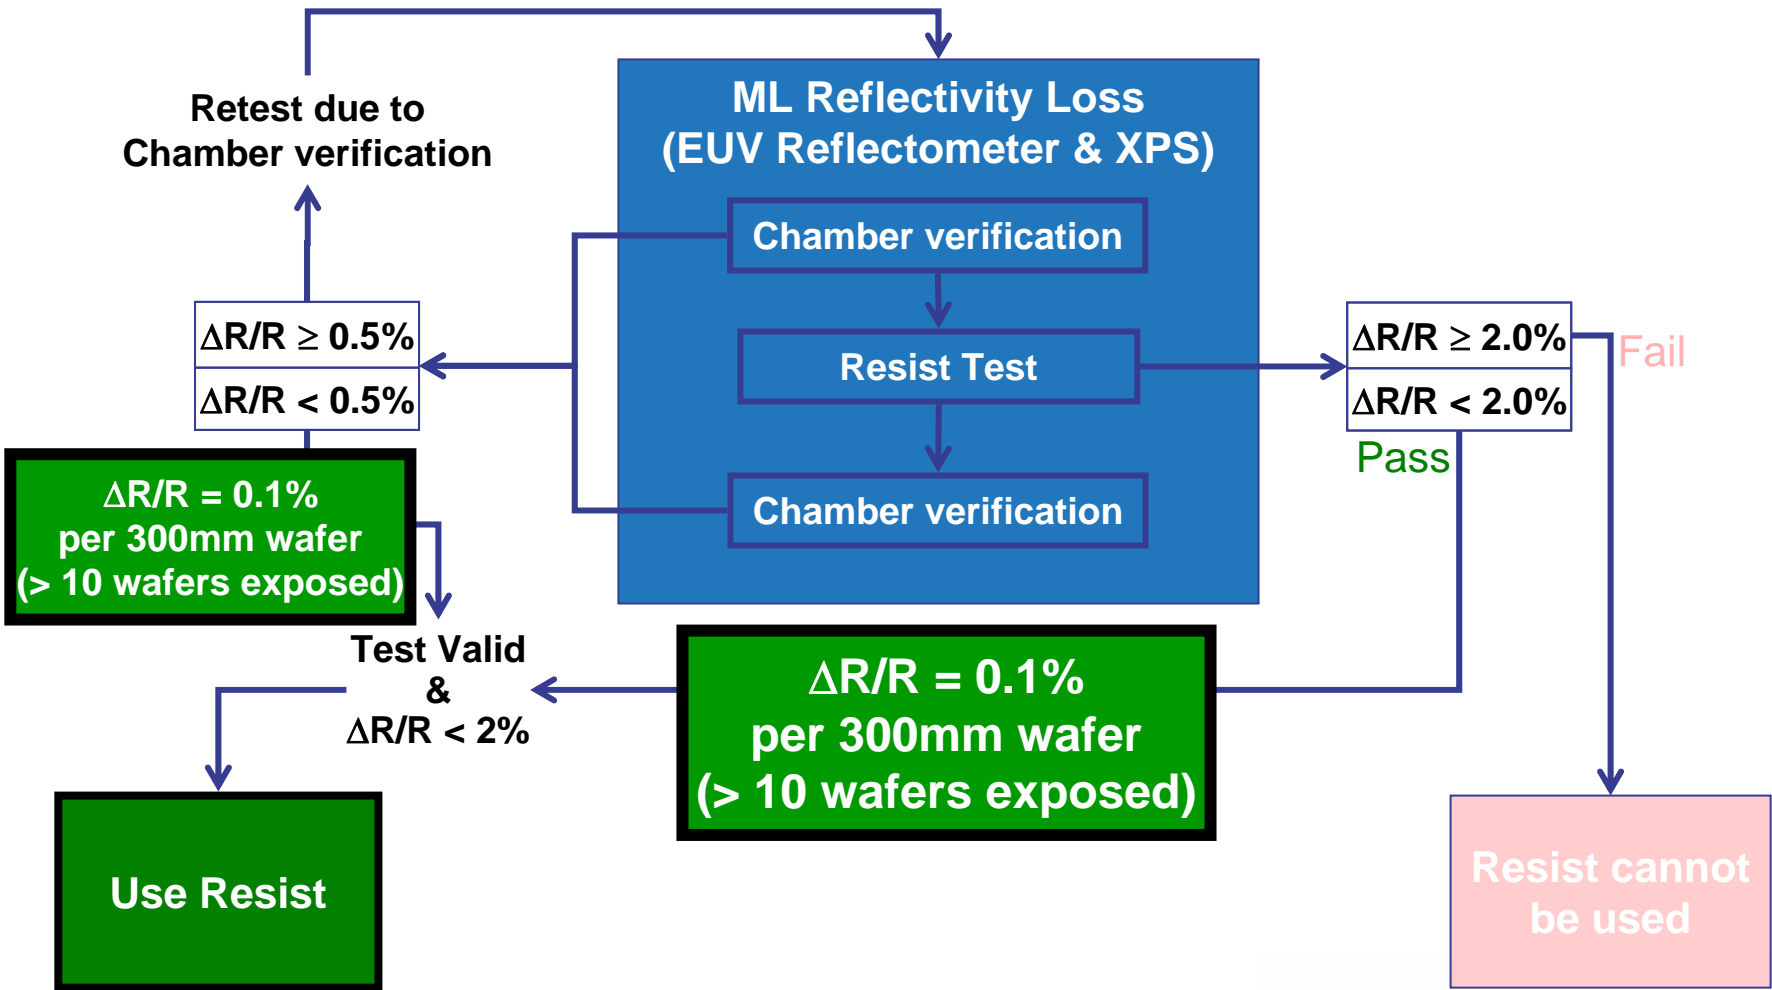 Retest due to
Chamber verification
ML Reflectivity Loss
(EUV Reflectometer & XPS)
Chamber verification
Resist Test
Chamber verification
ΔR/R ≥ 0.5%
ΔR/R < 0.5%
ΔR/R ≥ 2.0%
ΔR/R < 2.0%
Fail
Pass
ΔR/R = 0.1%
per 300mm wafer
(> 10 wafers exposed)
Test Valid
&
ΔR/R < 2%
ΔR/R = 0.1%
per 300mm wafer
(> 10 wafers exposed)
Use Resist
Resist cannot
be used